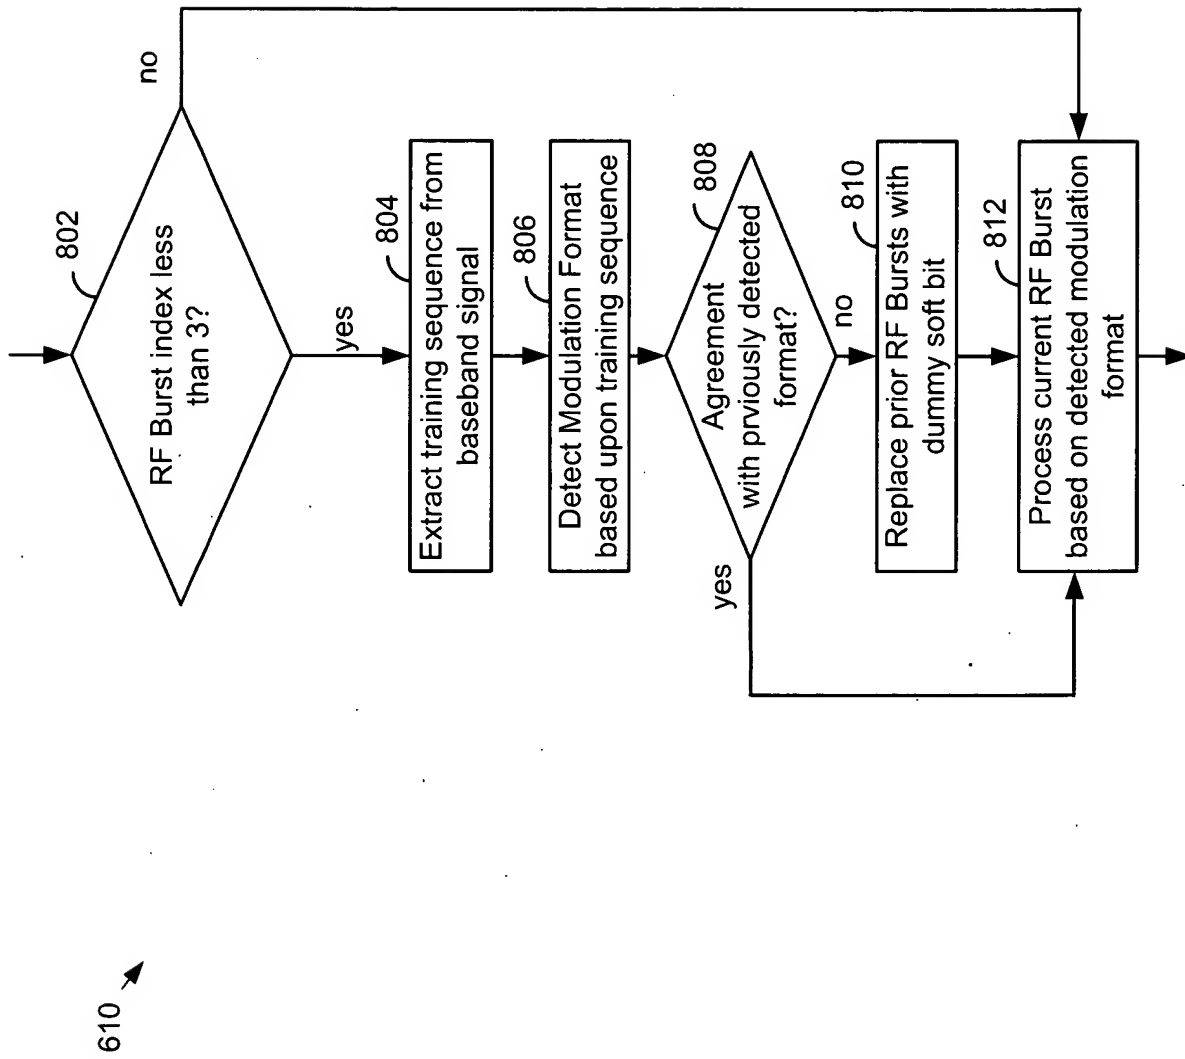 610
802
RF Burst index less
than 3?
no
yes
804
Extract training sequence from
baseband signal
806
Detect Modulation Format
based upon training sequence
808
Agreement
with prviously detected
format?
yes
no
810
Replace prior RF Bursts with
dummy soft bit
812
Process current RF Burst
based on detected modulation
format